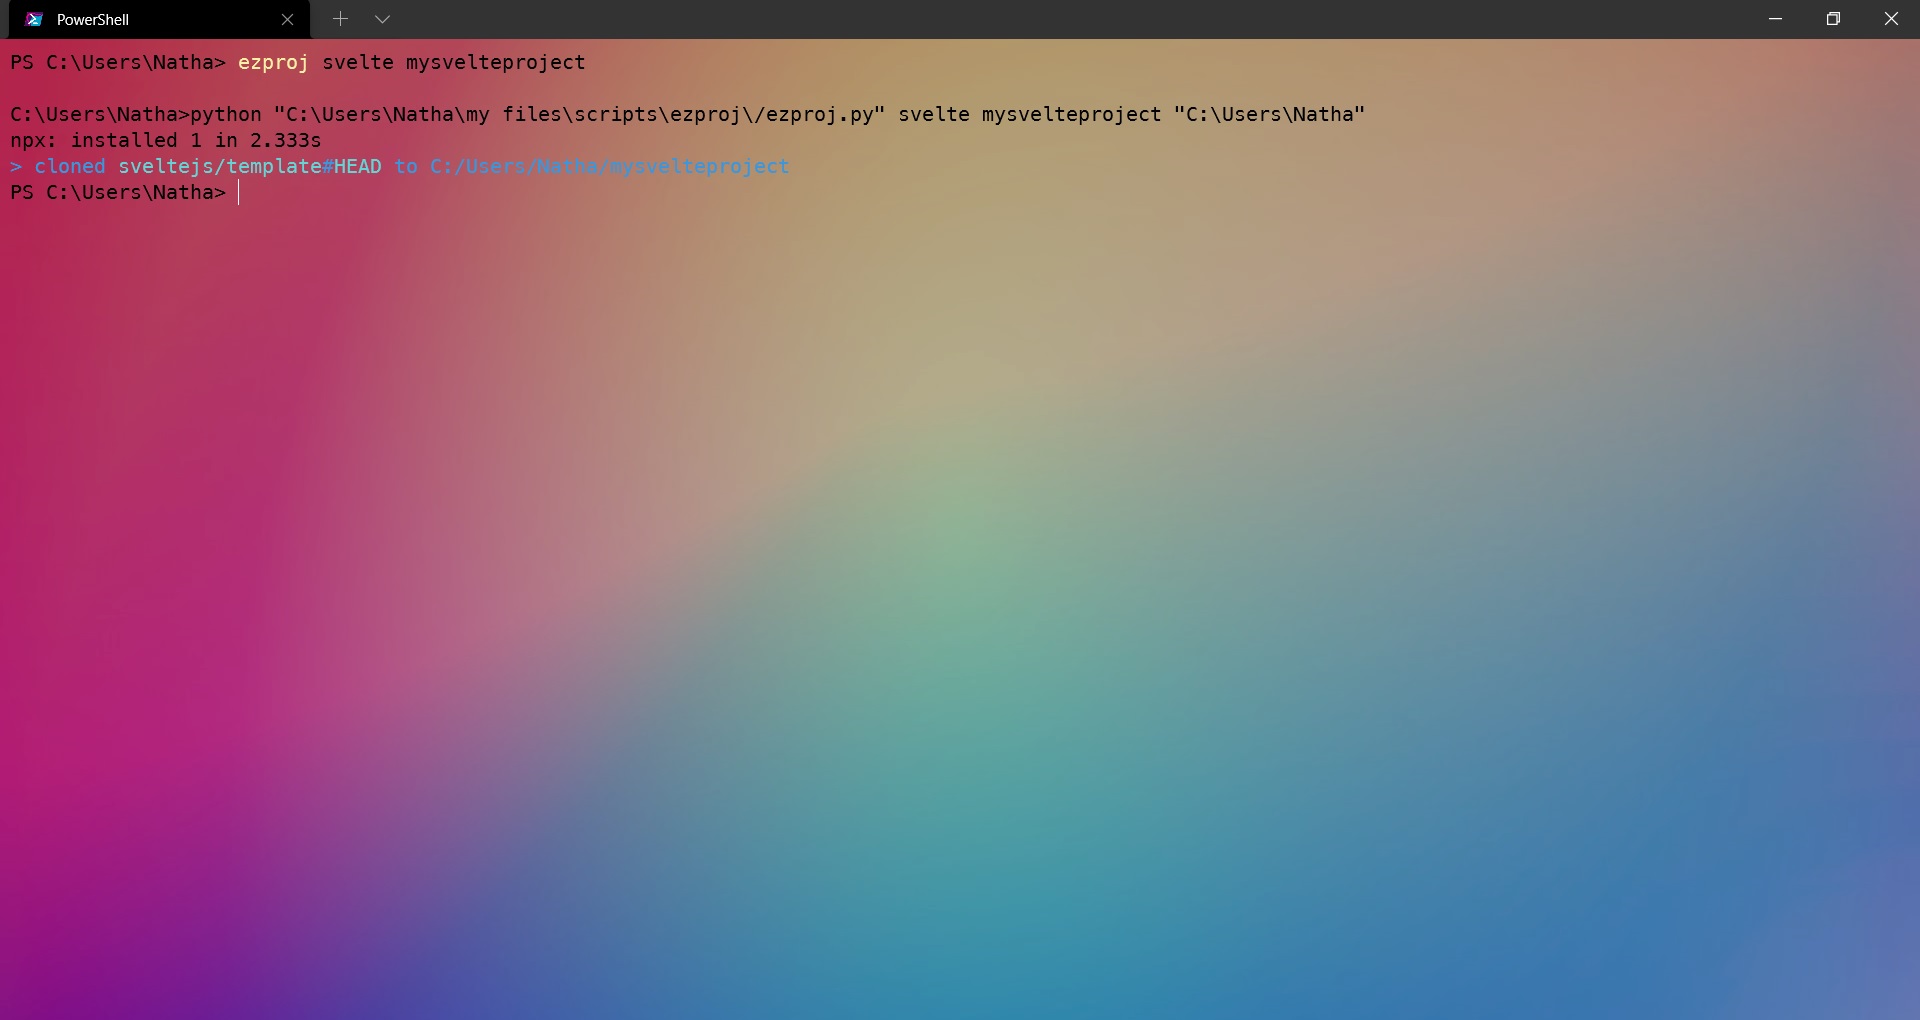 PowerShell
PS C:\Users\Natha> ezproj svelte mysvelteproject
C:\Users\Natha>python "C:\Users\Natha\my files\scripts\ezproj\/ezproj.py" svelte mysvelteproject "C:\Users\Natha"
npx: installed 1 in 2.333s
> cloned sveltejs/template#HEAD to C:/Users/Natha/mysvelteproject
PS C:\Users\Natha>